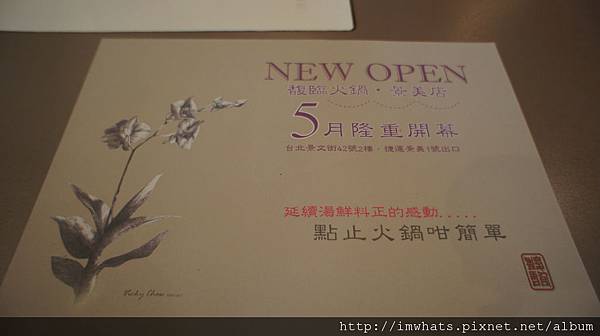 NEW OPEN
馥臨火鍋・景美店
5月隆重開幕
台北景文街42號2樓・捷運景美1號出口
延續湯鮮料正的感動.....
點止火鍋咁簡單
Vicky Chow
http://imwhats.pixnet.net/album